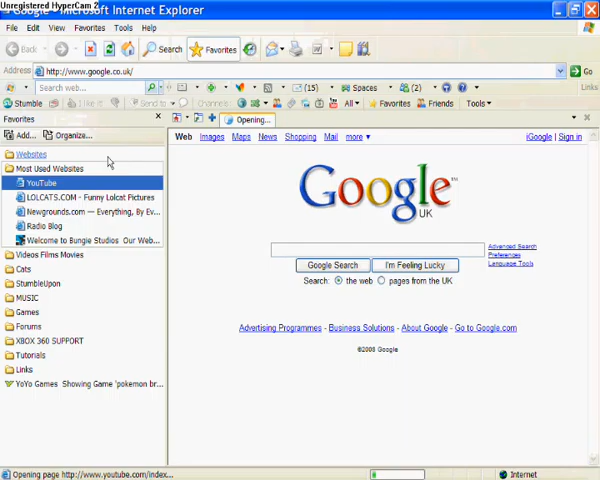 Unregistered HyperCam 2
Google - Microsoft Internet Explorer
File Edit View Favorites Tools Help
Back Search Favorites
Address http://www.google.co.uk/ Go
Search web... (15) Spaces (2) Links
Stumble I like it Send to Channels All Favorites Friends Tools
Favorites × Opening...
Add... Organize...
Web Images Maps News Shopping Mail more ▼ iGoogle | Sign in
Websites
Most Used Websites
YouTube
LOLCATS.COM - Funny Lolcat Pictures
Newgrounds.com — Everything, By Ev...
Radio Blog
Welcome to Bungie Studios Our Web...
Videos Films Movies
Cats
StumbleUpon
MUSIC
Games
Forums
XBOX 360 SUPPORT
Tutorials
Links
YoYo Games Showing Game 'pokemon br...
Google™
UK
Advanced Search
Preferences
Language Tools
Google Search I'm Feeling Lucky
Search: the web pages from the UK
Advertising Programmes - Business Solutions - About Google - Go to Google.com
©2008 Google
Opening page http://www.youtube.com/index... Internet